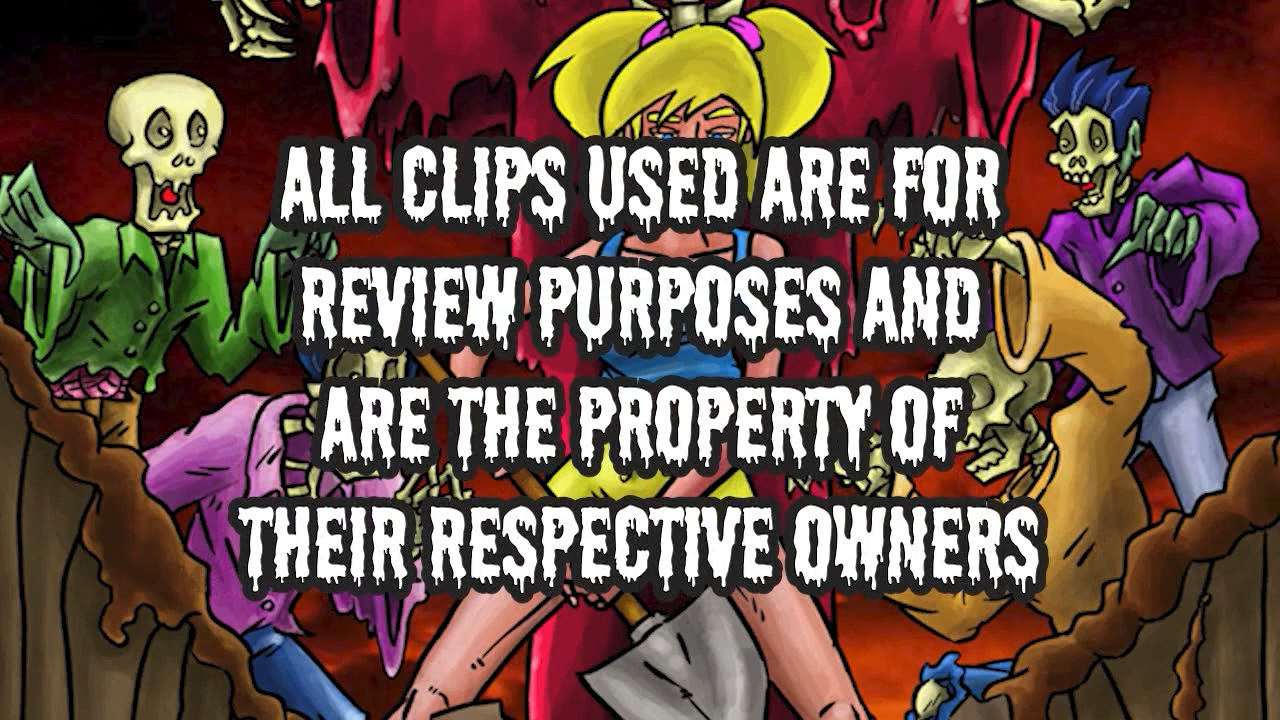 ALL CLIPS USED ARE FOR
REVIEW PURPOSES AND
ARE THE PROPERTY OF
THEIR RESPECTIVE OWNERS